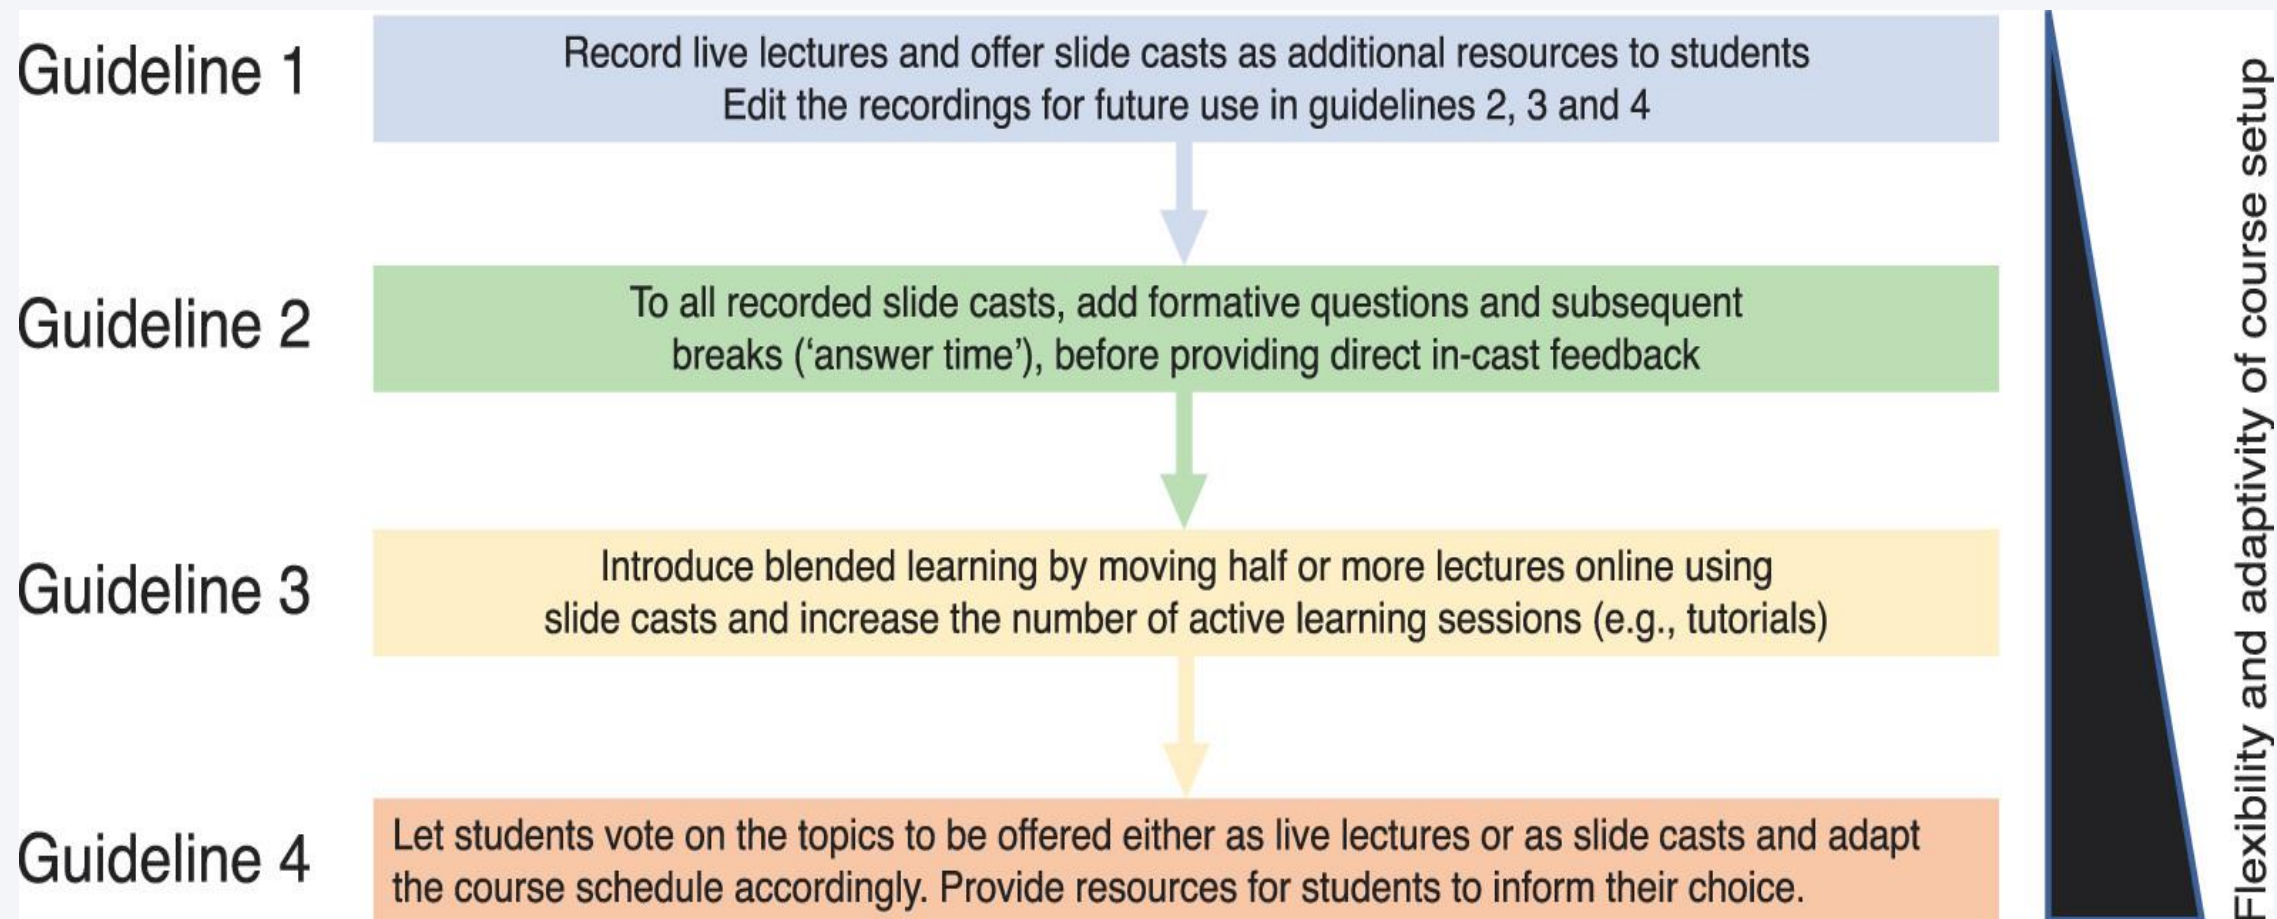 Guideline 1
Record live lectures and offer slide casts as additional resources to students
Edit the recordings for future use in guidelines 2, 3 and 4
Guideline 2
To all recorded slide casts, add formative questions and subsequent
breaks (‘answer time’), before providing direct in-cast feedback
Guideline 3
Introduce blended learning by moving half or more lectures online using
slide casts and increase the number of active learning sessions (e.g., tutorials)
Guideline 4
Let students vote on the topics to be offered either as live lectures or as slide casts and adapt
the course schedule accordingly. Provide resources for students to inform their choice.
Flexibility and adaptivity of course setup